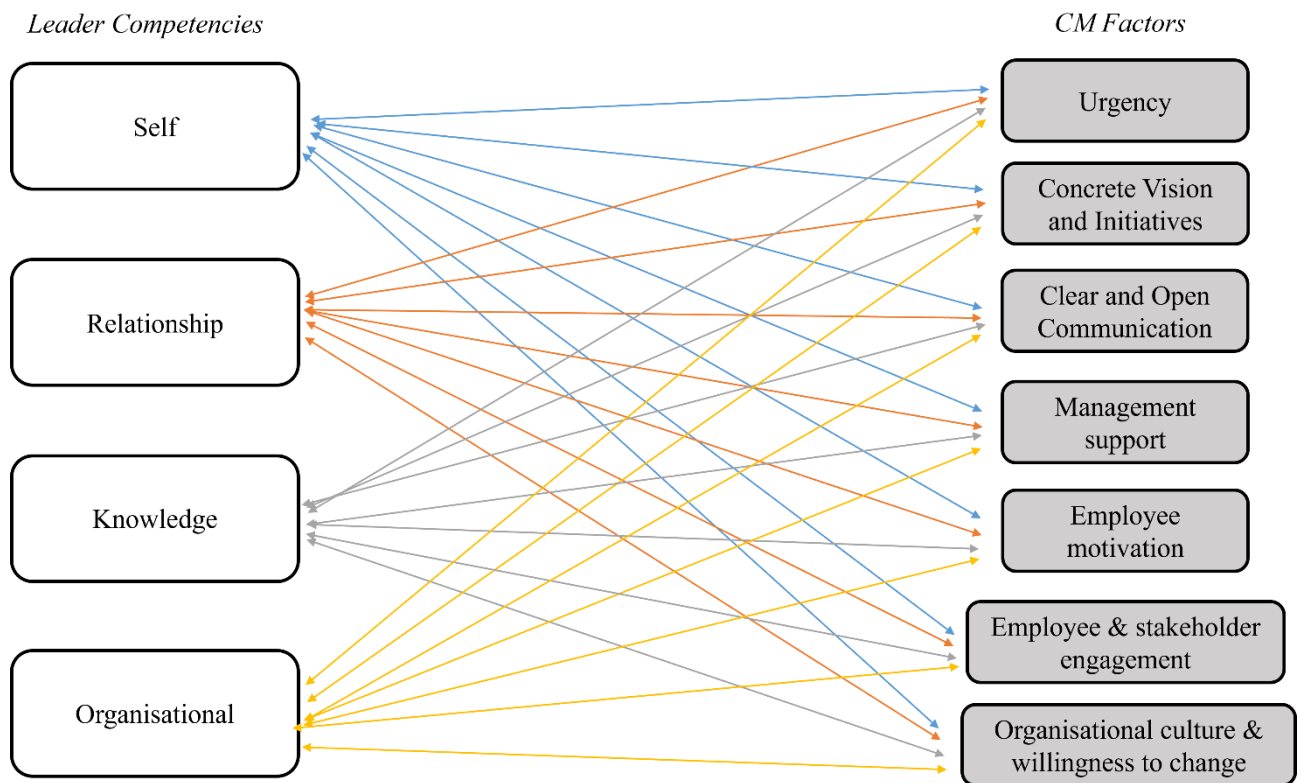 Leader Competencies
CM Factors
Self
Relationship
Knowledge
Organisational
Urgency
Concrete Vision
and Initiatives
Clear and Open
Communication
Management
support
Employee
motivation
Employee & stakeholder
engagement
Organisational culture &
willingness to change